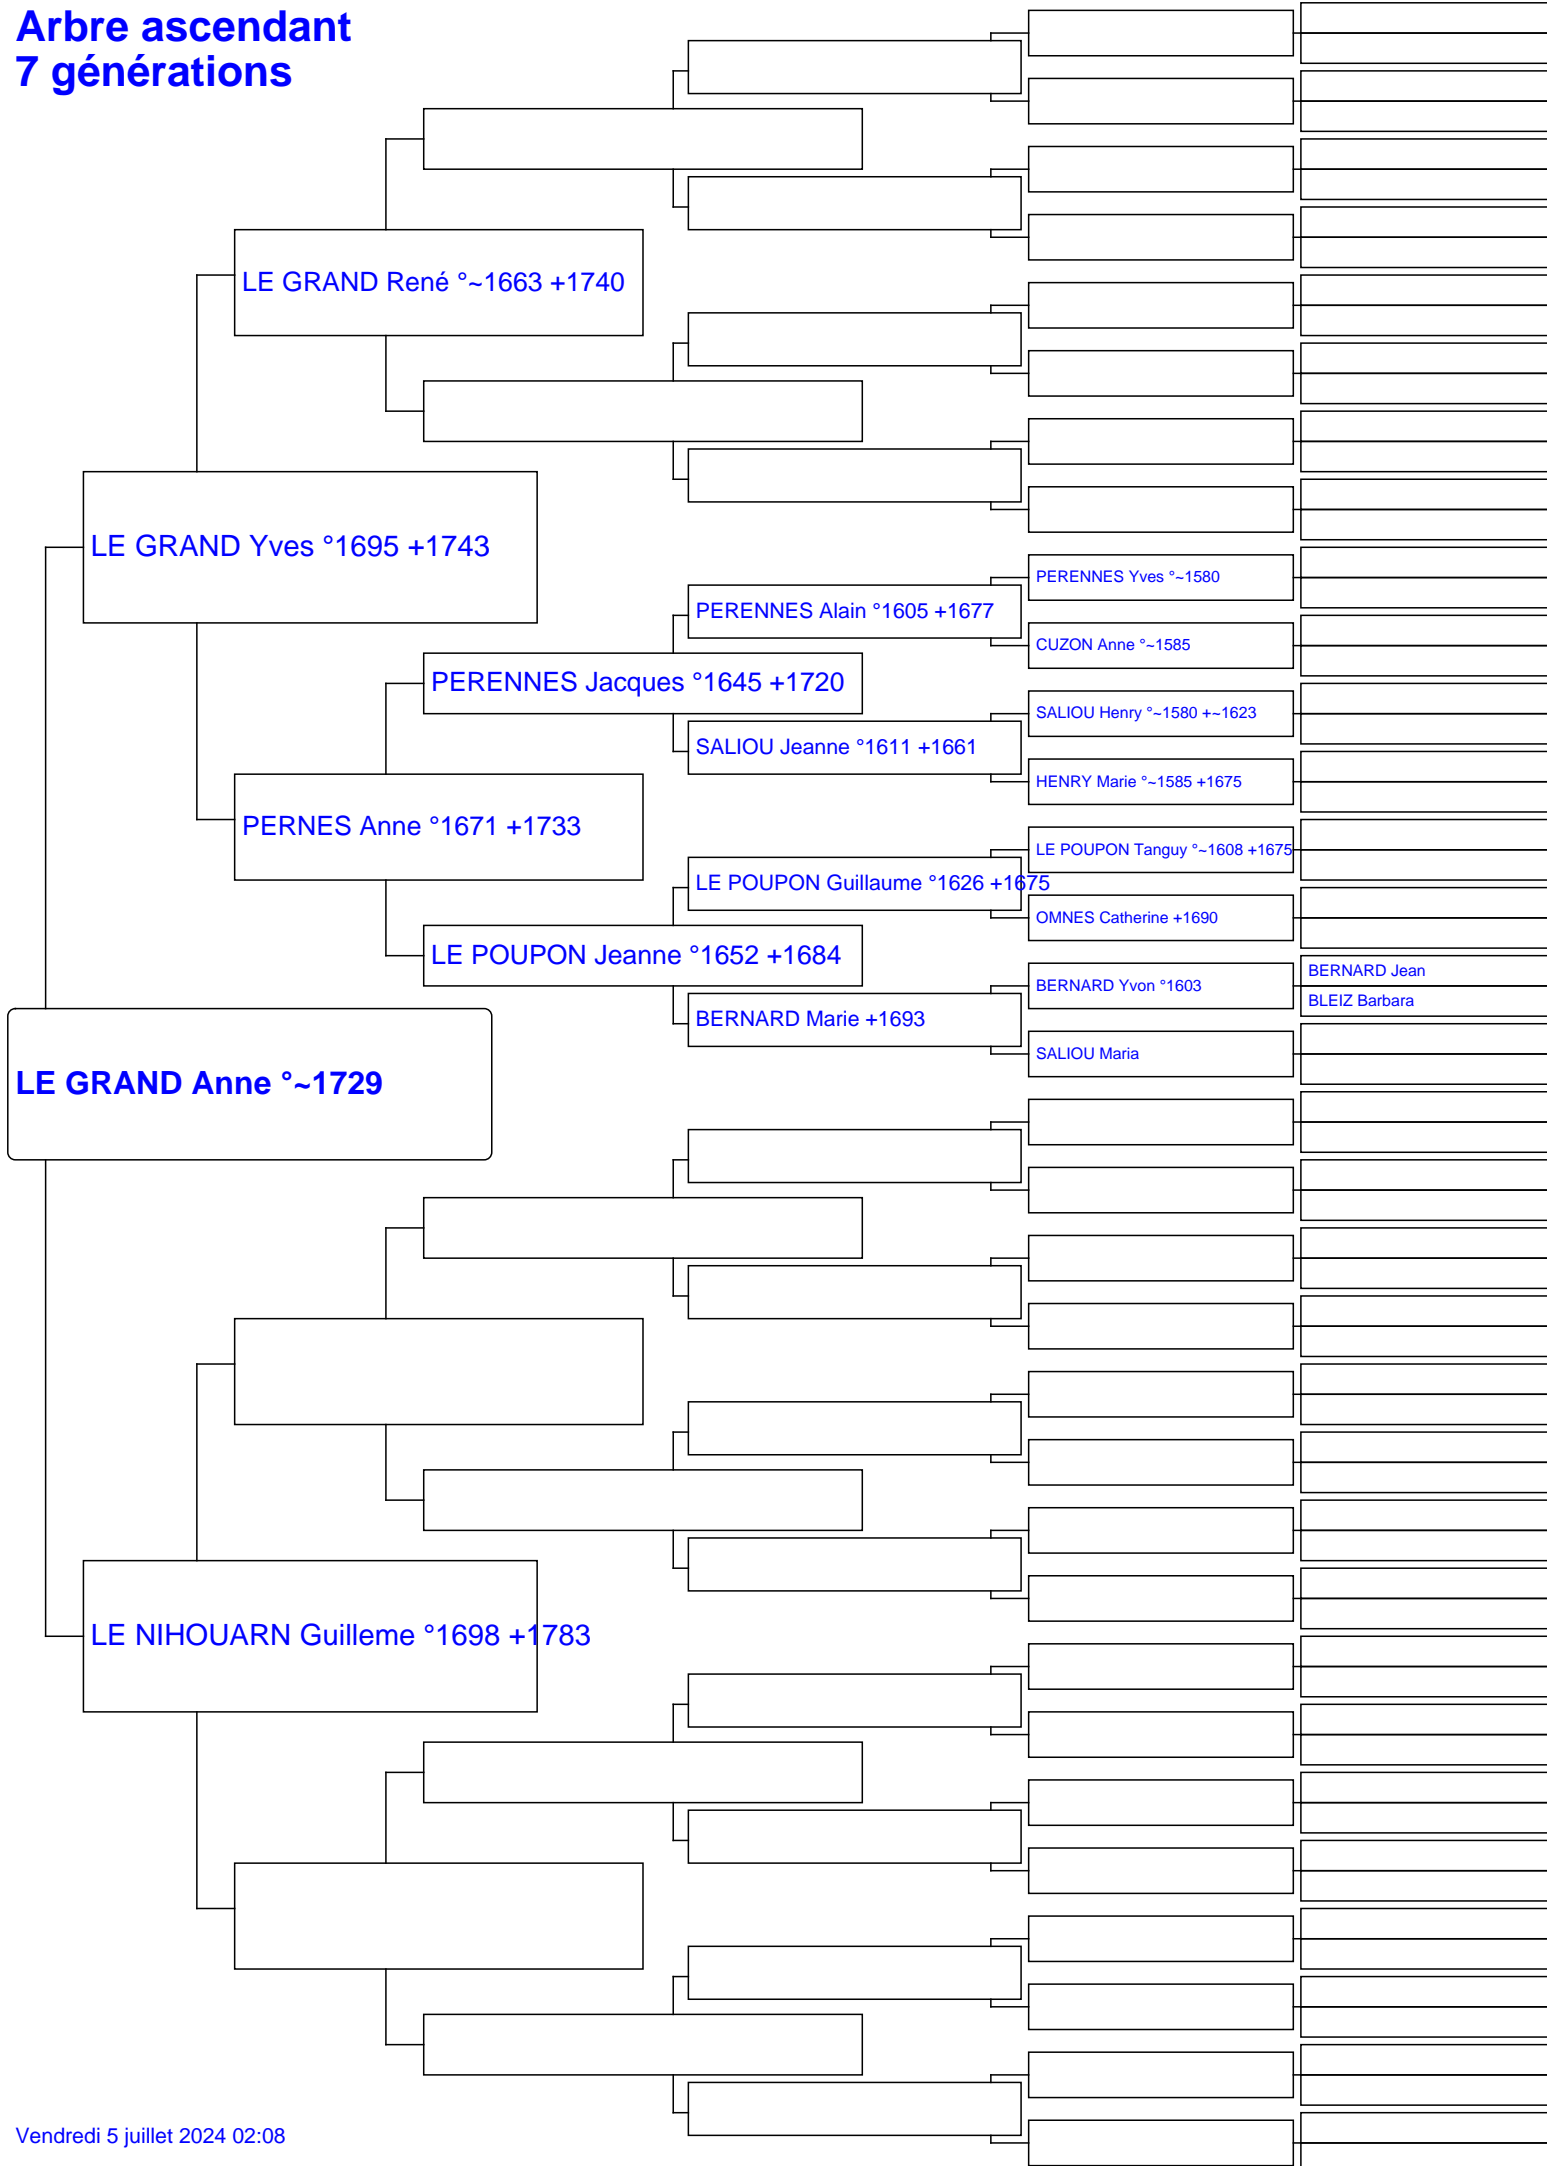 Arbre ascendant
7 générations
LE GRAND René °~1663 +1740
LE GRAND Yves °1695 +1743
PERENNES Yves °~1580
PERENNES Alain °1605 +1677
CUZON Anne °~1585
PERENNES Jacques °1645 +1720
SALIOU Henry °~1580 +~1623
SALIOU Jeanne °1611 +1661
HENRY Marie °~1585 +1675
PERNES Anne °1671 +1733
LE POUPON Tanguy °~1608 +1675
LE POUPON Guillaume °1626 +1675
OMNES Catherine +1690
LE POUPON Jeanne °1652 +1684
BERNARD Jean
BERNARD Yvon °1603
BLEIZ Barbara
BERNARD Marie +1693
SALIOU Maria
LE GRAND Anne °~1729
LE NIHOUARN Guilleme °1698 +1783
Vendredi 5 juillet 2024 02:08